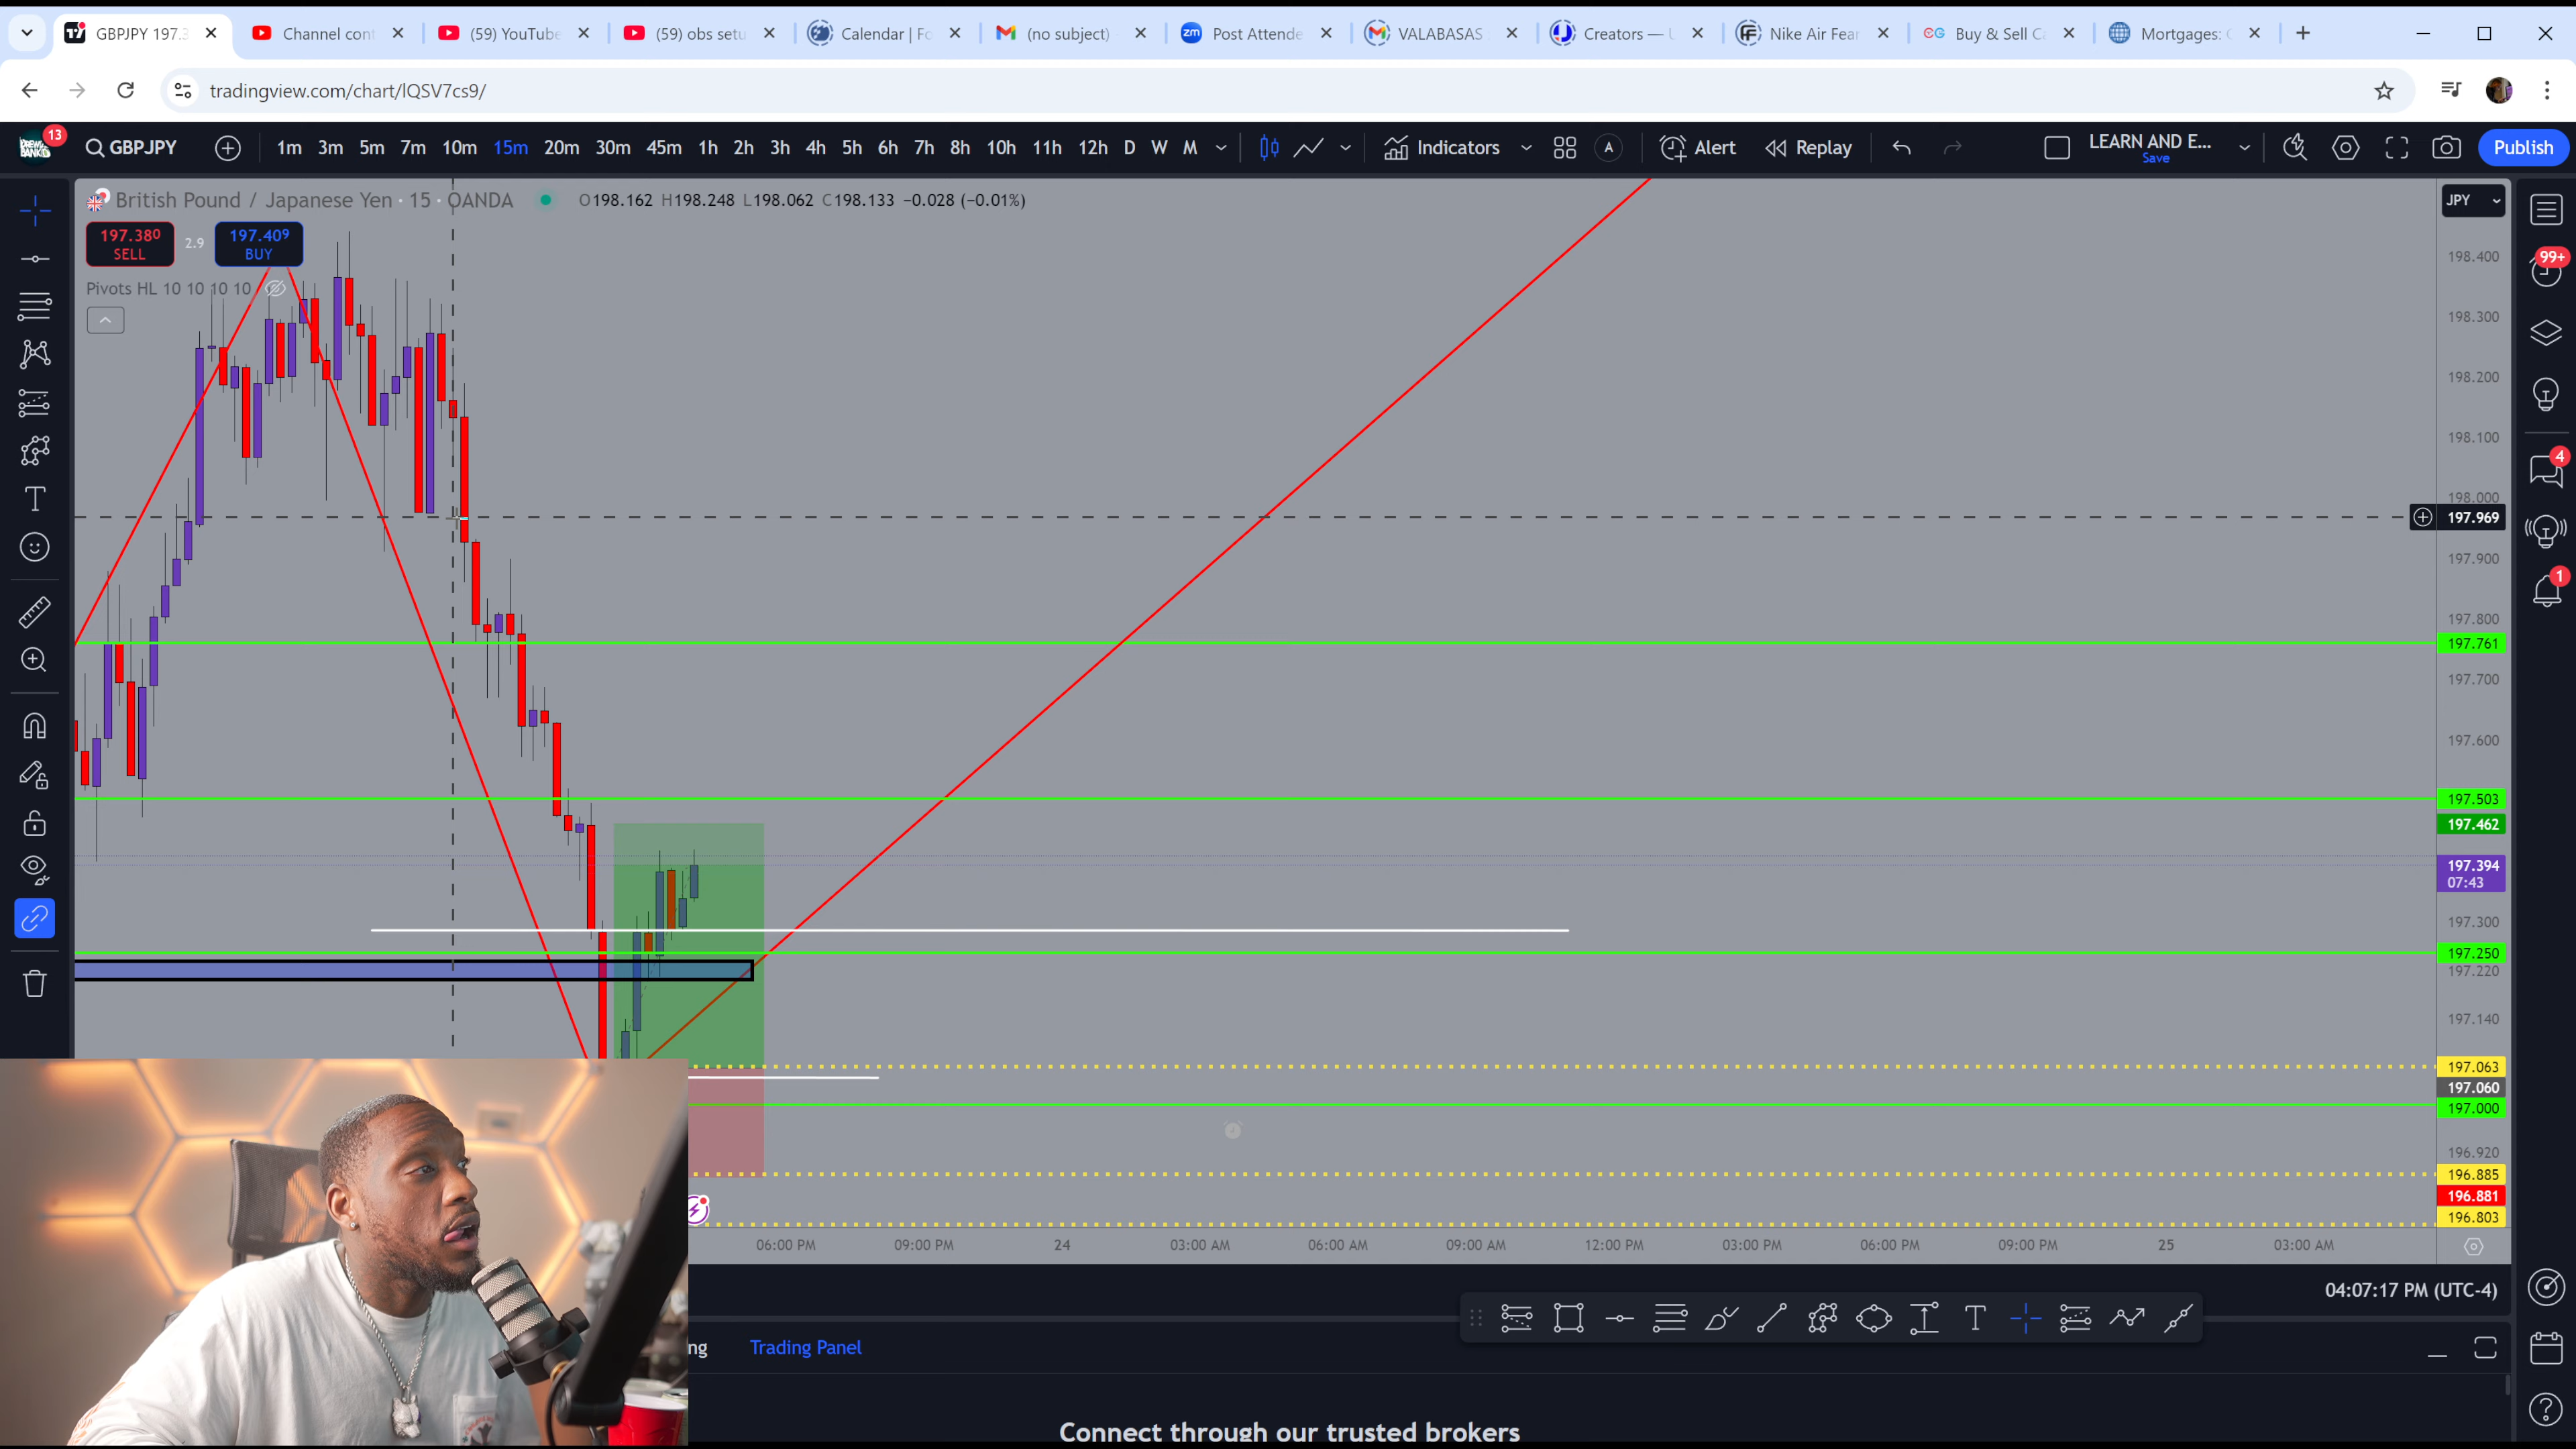 GBPJPY 197.3
Channel cont
(59) YouTube
(59) obs setu
Calendar | Fo
(no subject)
Post Attende
VALABASAS
Creators —
Nike Air Fear
Buy & Sell
Mortgages:
tradingview.com/chart/lQSV7cs9/
13
GBPJPY
1m 3m 5m 7m 10m 15m 20m 30m 45m 1h 2h 3h 4h 5h 6h 7h 8h 10h 11h 12h D W M
Indicators
A
Alert
Replay
LEARN AND E...
Save
Publish
British Pound / Japanese Yen · 15 · OANDA
O198.162 H198.248 L198.062 C198.133 −0.028 (−0.01%)
JPY
197.380
SELL
2.9
197.409
BUY
Pivots HL 10 10 10 10
99+
4
1
198.400
198.300
198.200
198.100
198.000
197.969
197.900
197.800
197.761
197.700
197.600
197.503
197.462
197.394
07:43
197.300
197.250
197.220
197.140
197.063
197.060
197.000
196.920
196.885
196.881
196.803
06:00 PM 09:00 PM 24 03:00 AM 06:00 AM 09:00 AM 12:00 PM 03:00 PM 06:00 PM 09:00 PM 25 03:00 AM
04:07:17 PM (UTC-4)
ng
Trading Panel
Connect through our trusted brokers